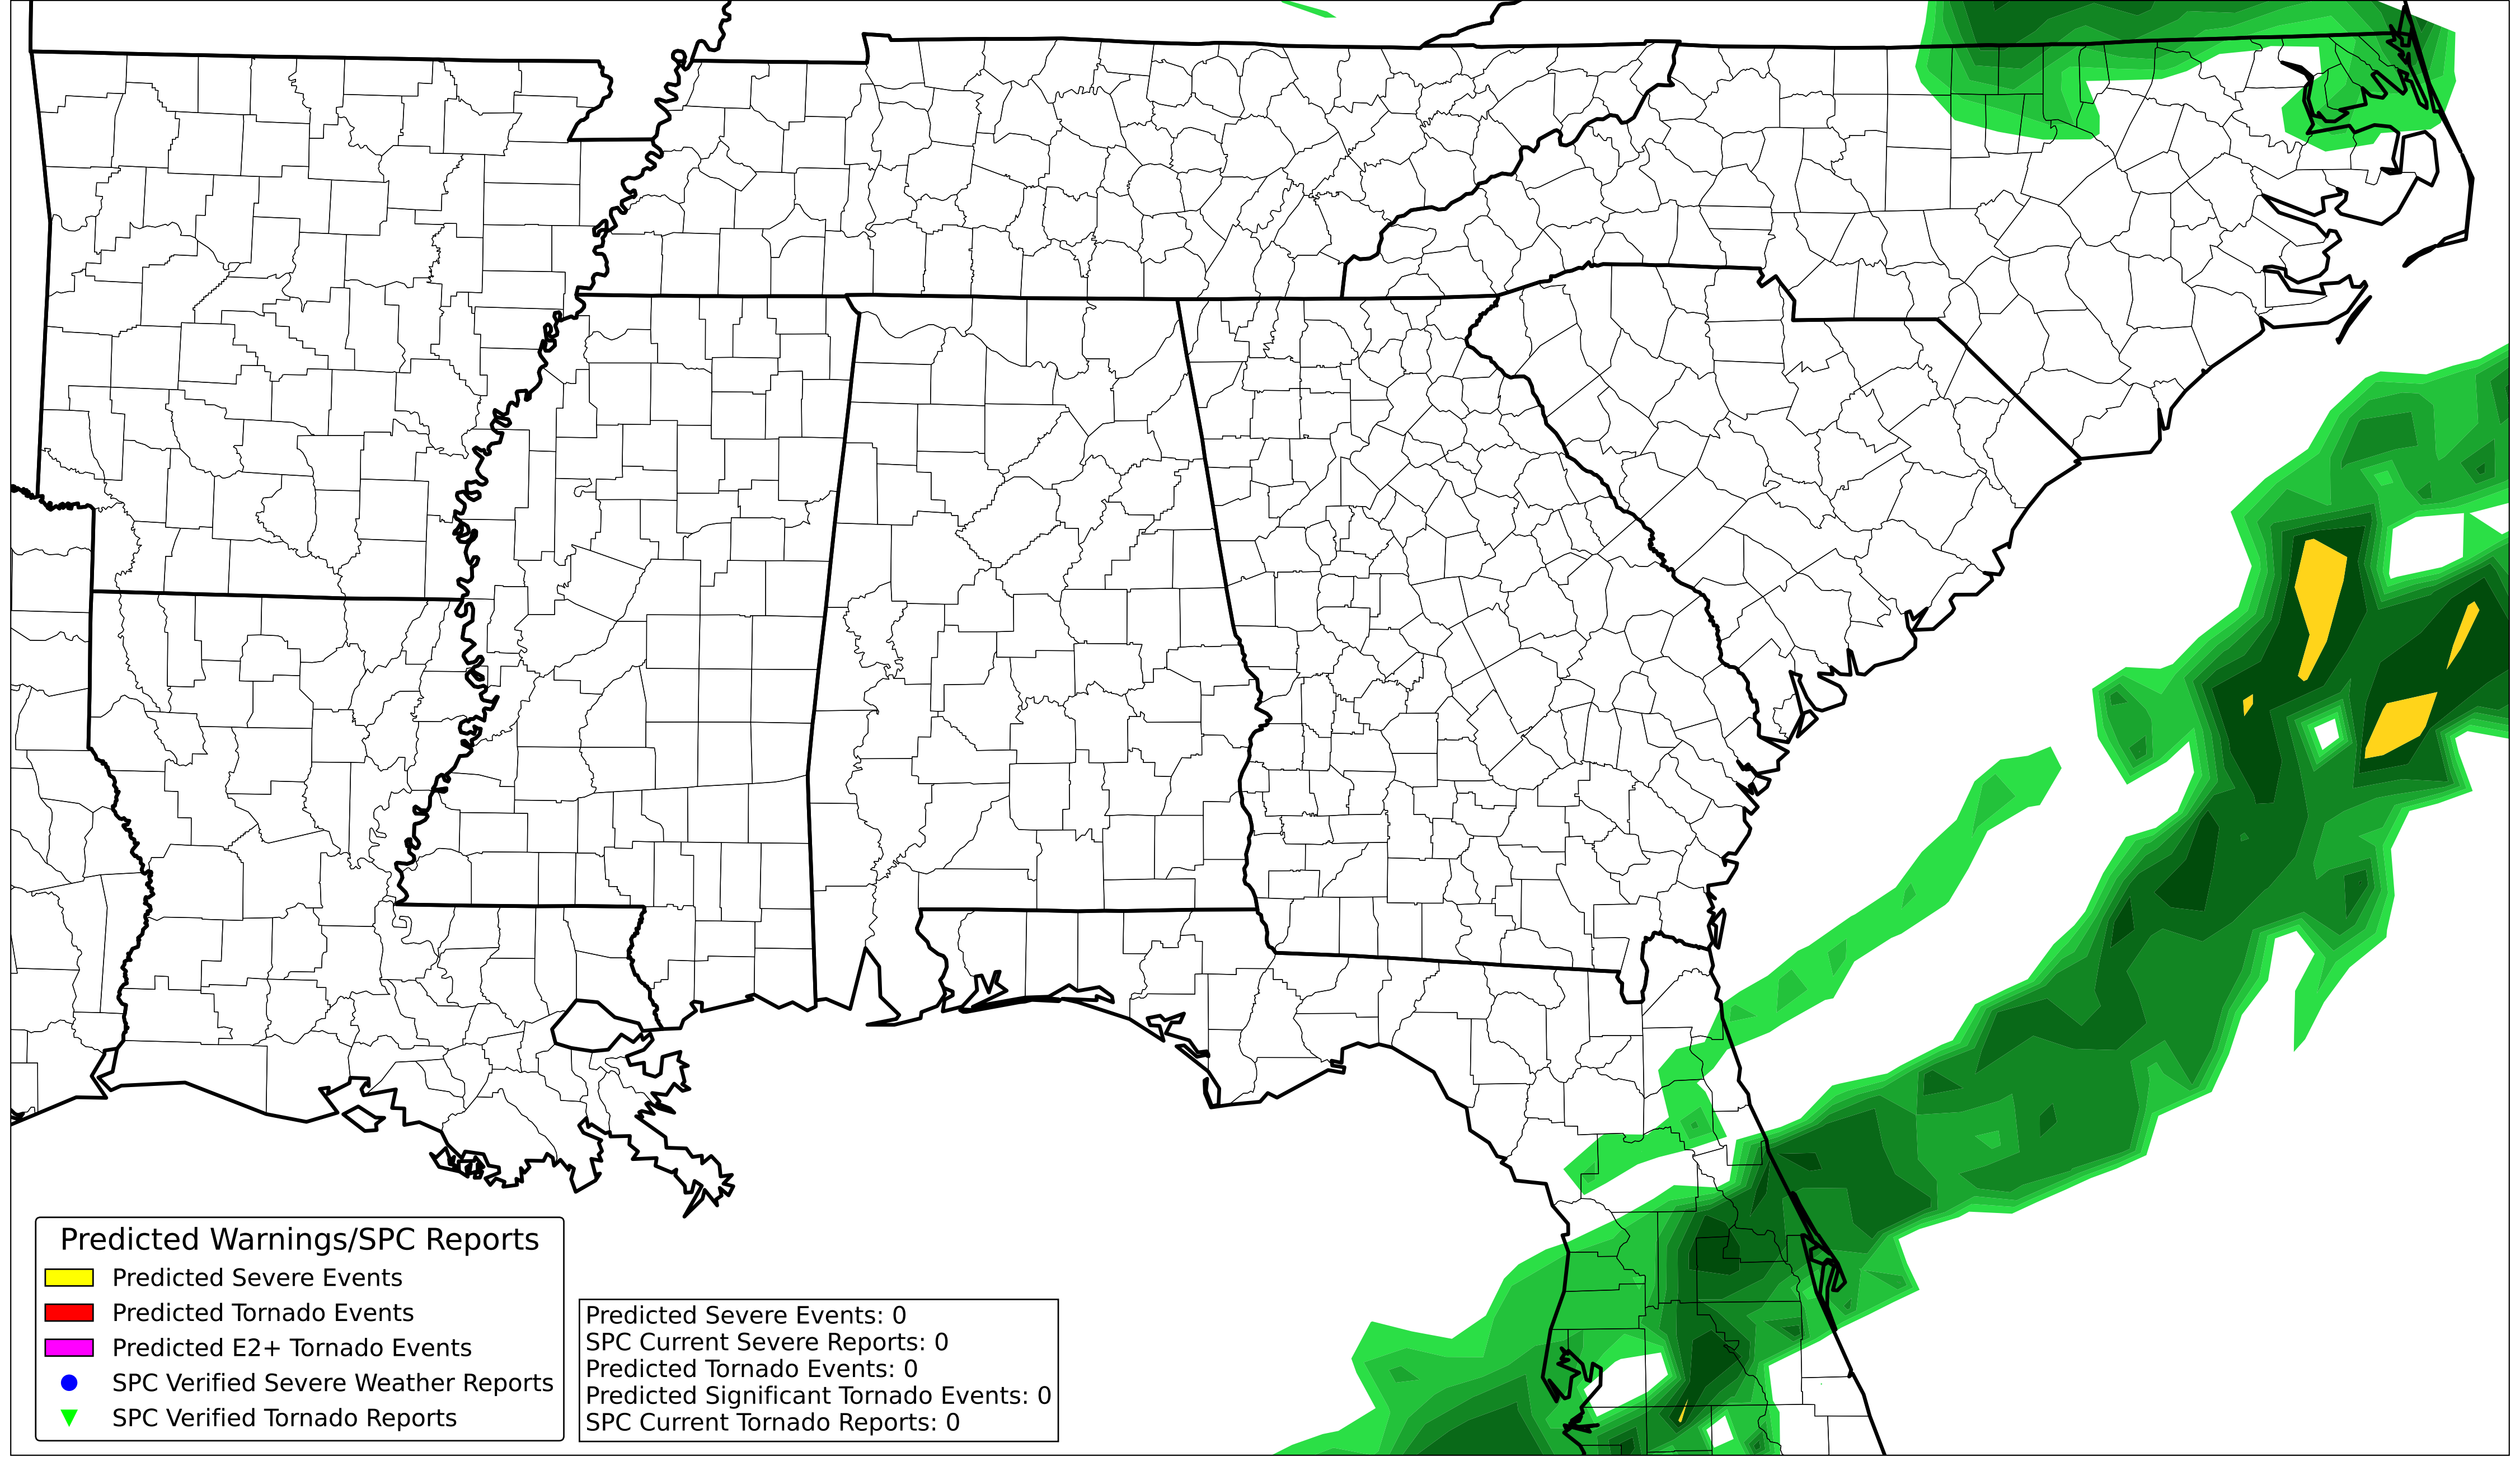 Predicted Warnings/SPC Reports
Predicted Severe Events
Predicted Tornado Events
Predicted E2+ Tornado Events
SPC Verified Severe Weather Reports
SPC Verified Tornado Reports
Predicted Severe Events: 0
SPC Current Severe Reports: 0
Predicted Tornado Events: 0
Predicted Significant Tornado Events: 0
SPC Current Tornado Reports: 0